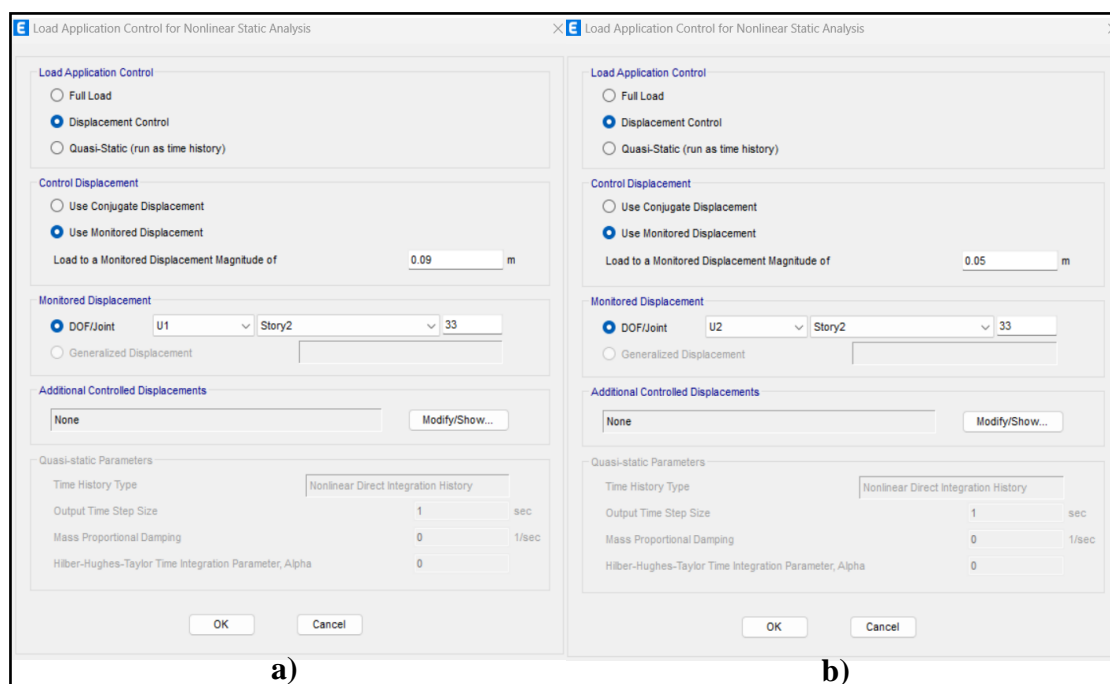 E Load Application Control for Nonlinear Static Analysis
Load Application Control
Full Load
Displacement Control
Quasi-Static (run as time history)
Control Displacement
Use Conjugate Displacement
Use Monitored Displacement
Load to a Monitored Displacement Magnitude of 0.09 m
Monitored Displacement
DOF/Joint U1 Story2 33
Generalized Displacement
Additional Controlled Displacements
None Modify/Show...
Quasi-static Parameters
Time History Type Nonlinear Direct Integration History
Output Time Step Size 1 sec
Mass Proportional Damping 0 1/sec
Hilber-Hughes-Taylor Time Integration Parameter, Alpha 0
OK Cancel
a)
E Load Application Control for Nonlinear Static Analysis
Load Application Control
Full Load
Displacement Control
Quasi-Static (run as time history)
Control Displacement
Use Conjugate Displacement
Use Monitored Displacement
Load to a Monitored Displacement Magnitude of 0.05 m
Monitored Displacement
DOF/Joint U2 Story2 33
Generalized Displacement
Additional Controlled Displacements
None Modify/Show...
Quasi-static Parameters
Time History Type Nonlinear Direct Integration History
Output Time Step Size 1 sec
Mass Proportional Damping 0 1/sec
Hilber-Hughes-Taylor Time Integration Parameter, Alpha 0
OK Cancel
b)